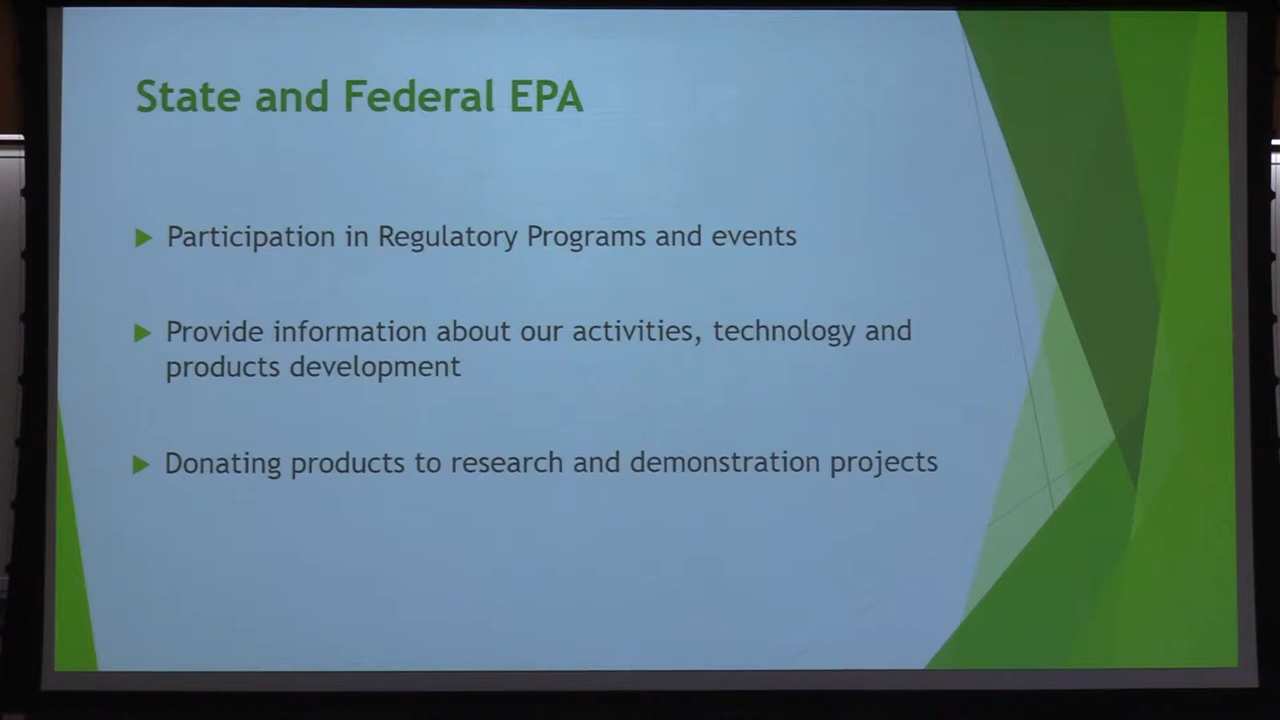 State and Federal EPA
Participation in Regulatory Programs and events
Provide information about our activities, technology and
products development
Donating products to research and demonstration projects